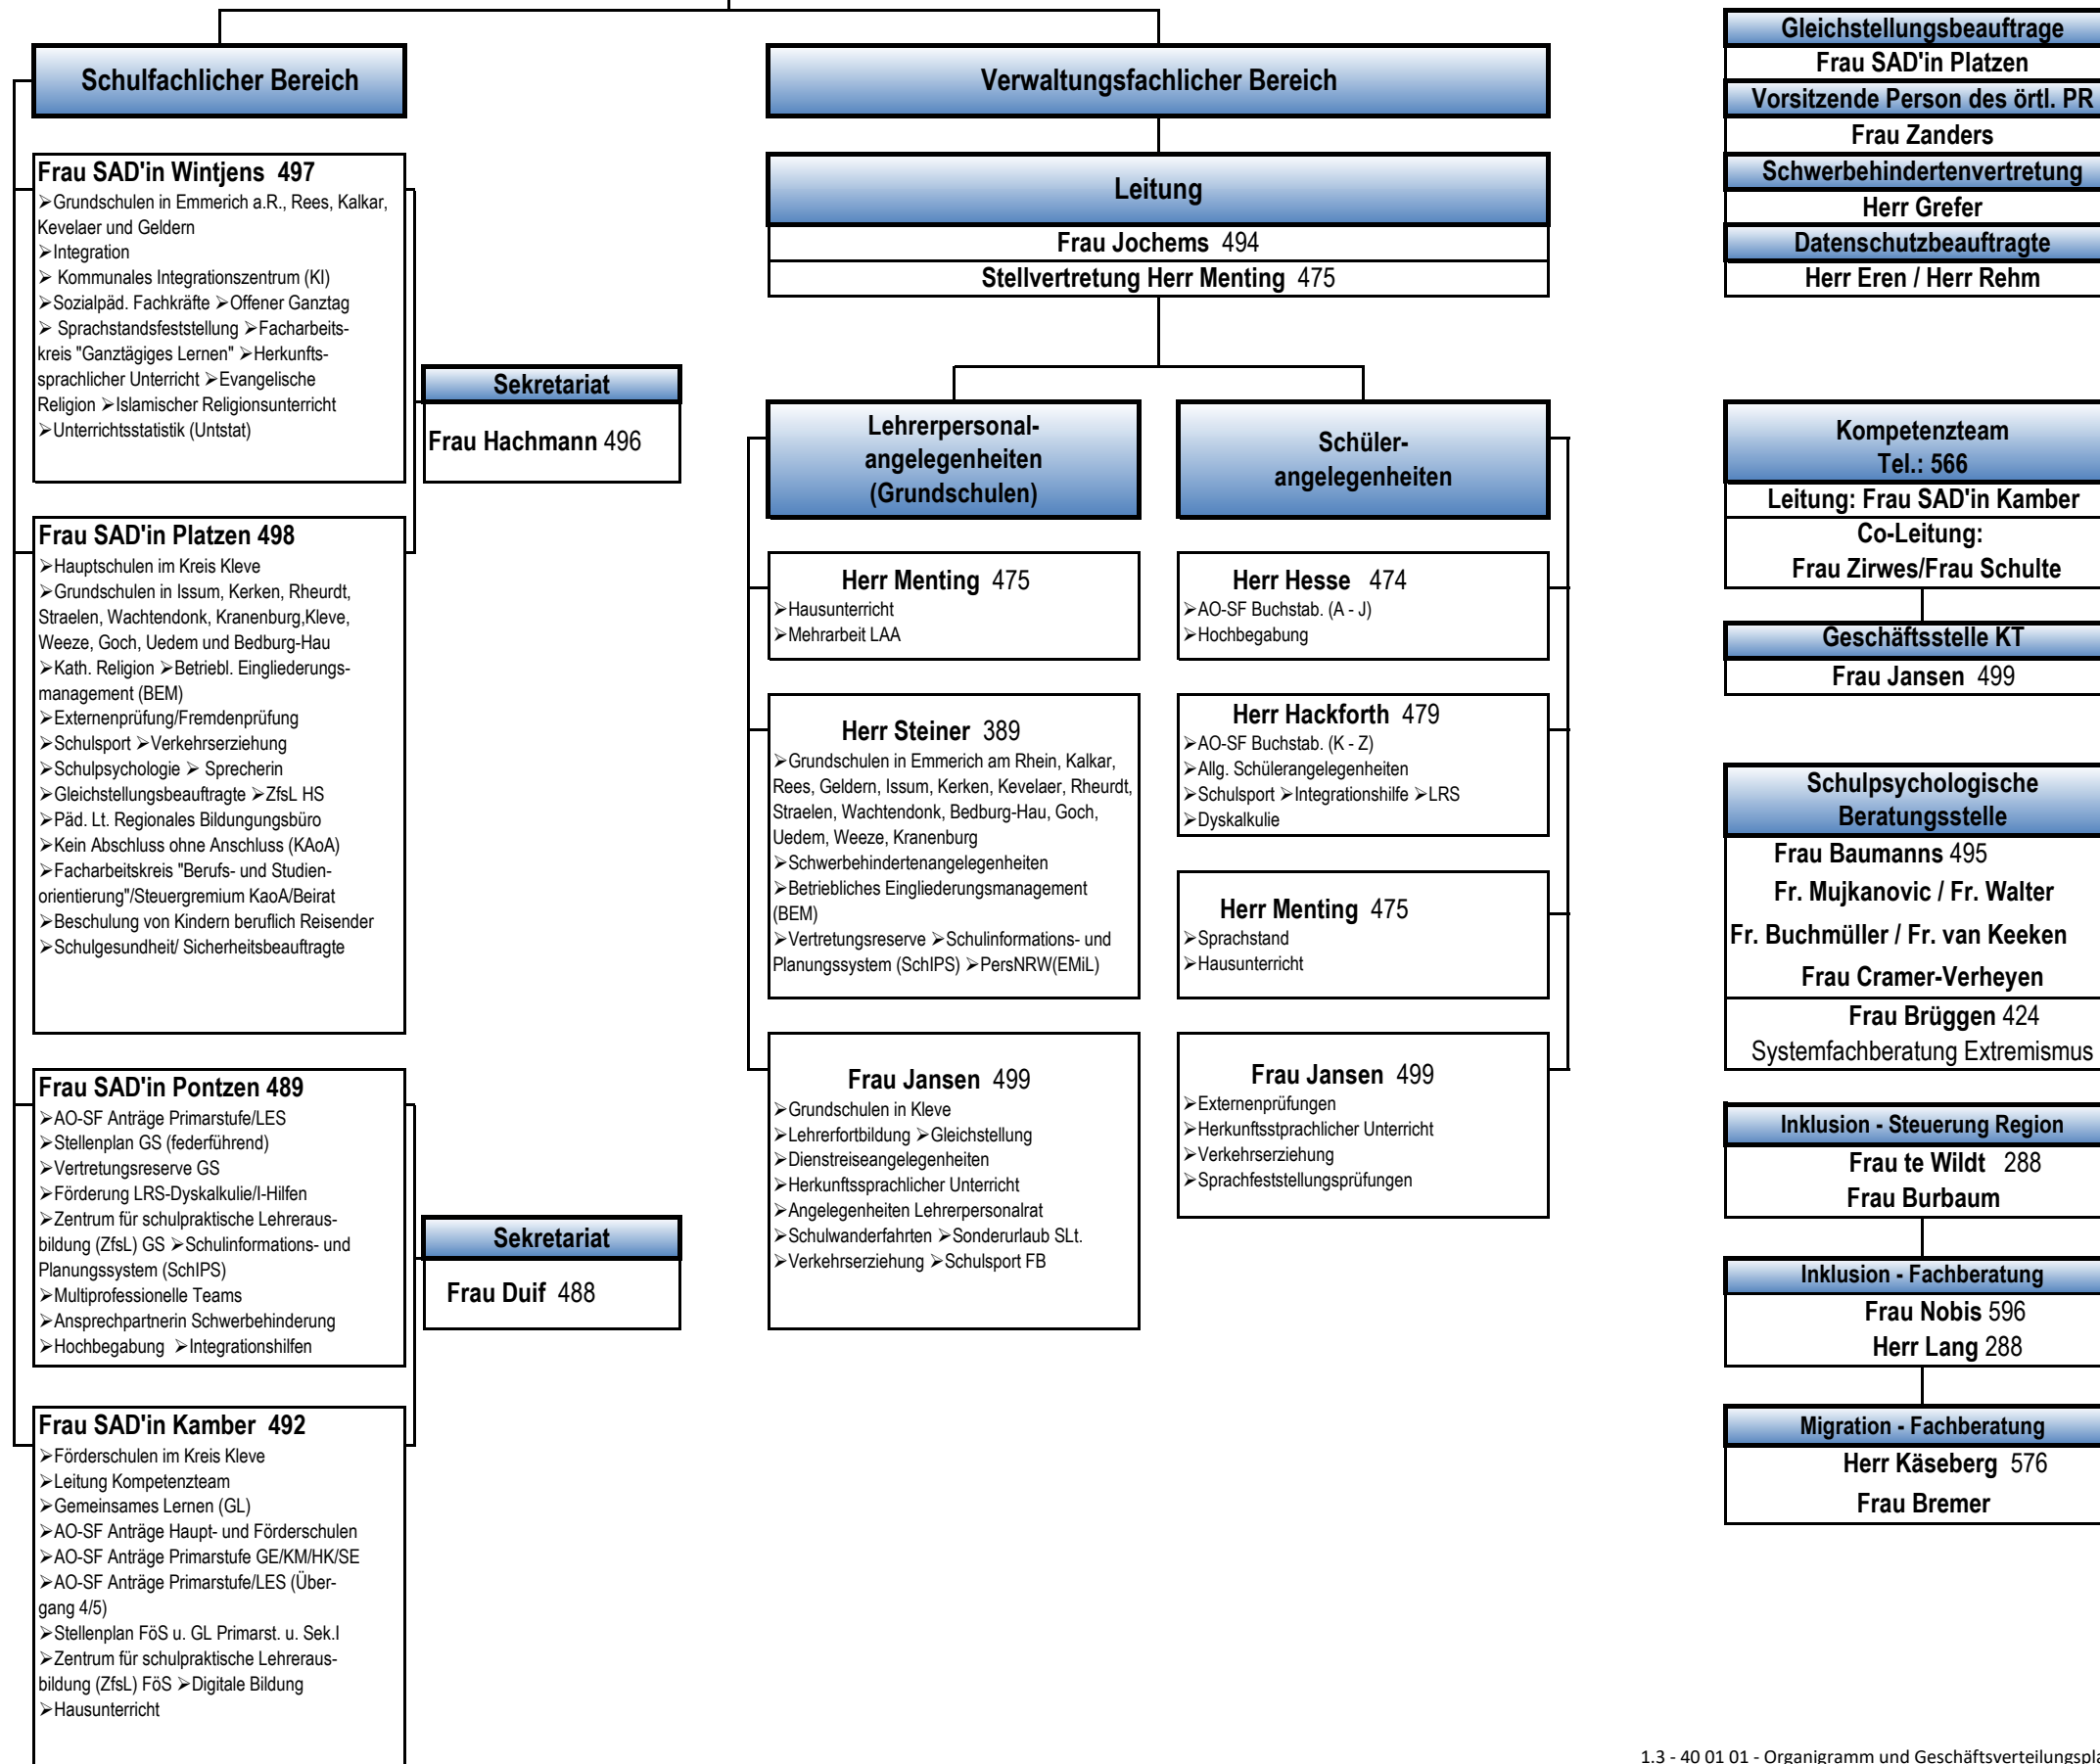 Schulfachlicher Bereich
Frau SAD'in Wintjens  497
➢Grundschulen in Emmerich a.R., Rees, Kalkar,
Kevelaer und Geldern
➢Integration
➢ Kommunales Integrationszentrum (KI)
➢Sozialpäd. Fachkräfte ➢Offener Ganztag
➢ Sprachstandsfeststellung ➢Facharbeits-
kreis "Ganztägiges Lernen" ➢Herkunfts-
sprachlicher Unterricht ➢Evangelische
Religion ➢Islamischer Religionsunterricht
➢Unterrichtsstatistik (Untstat)
Frau SAD'in Platzen 498
➢Hauptschulen im Kreis Kleve
➢Grundschulen in Issum, Kerken, Rheurdt,
Straelen, Wachtendonk, Kranenburg,Kleve,
Weeze, Goch, Uedem und Bedburg-Hau
➢Kath. Religion ➢Betriebl. Eingliederungs-
management (BEM)
➢Externenprüfung/Fremdenprüfung
➢Schulsport ➢Verkehrserziehung
➢Schulpsychologie ➢ Sprecherin
➢Gleichstellungsbeauftragte ➢ZfsL HS
➢Päd. Lt. Regionales Bildungungsbüro
➢Kein Abschluss ohne Anschluss (KAoA)
➢Facharbeitskreis "Berufs- und Studien-
orientierung"/Steuergremium KaoA/Beirat
➢Beschulung von Kindern beruflich Reisender
➢Schulgesundheit/ Sicherheitsbeauftragte
Sekretariat
Frau Hachmann 496
Frau SAD'in Pontzen 489
➢AO-SF Anträge Primarstufe/LES
➢Stellenplan GS (federführend)
➢Vertretungsreserve GS
➢Förderung LRS-Dyskalkulie/I-Hilfen
➢Zentrum für schulpraktische Lehreraus-
bildung (ZfsL) GS ➢Schulinformations- und
Planungssystem (SchIPS)
➢Multiprofessionelle Teams
➢Ansprechpartnerin Schwerbehinderung
➢Hochbegabung  ➢Integrationshilfen
Frau SAD'in Kamber  492
➢Förderschulen im Kreis Kleve
➢Leitung Kompetenzteam
➢Gemeinsames Lernen (GL)
➢AO-SF Anträge Haupt- und Förderschulen
➢AO-SF Anträge Primarstufe GE/KM/HK/SE
➢AO-SF Anträge Primarstufe/LES (Über-
gang 4/5)
➢Stellenplan FöS u. GL Primarst. u. Sek.I
➢Zentrum für schulpraktische Lehreraus-
bildung (ZfsL) FöS ➢Digitale Bildung
➢Hausunterricht
Sekretariat
Frau Duif  488
Verwaltungsfachlicher Bereich
Leitung
Frau Jochems  494
Stellvertretung Herr Menting  475
Lehrerpersonal-
angelegenheiten
(Grundschulen)
Herr Menting  475
➢Hausunterricht
➢Mehrarbeit LAA
Herr Steiner  389
➢Grundschulen in Emmerich am Rhein, Kalkar,
Rees, Geldern, Issum, Kerken, Kevelaer, Rheurdt,
Straelen, Wachtendonk, Bedburg-Hau, Goch,
Uedem, Weeze, Kranenburg
➢Schwerbehindertenangelegenheiten
➢Betriebliches Eingliederungsmanagement
(BEM)
➢Vertretungsreserve ➢Schulinformations- und
Planungssystem (SchIPS) ➢PersNRW(EMiL)
Frau Jansen  499
➢Grundschulen in Kleve
➢Lehrerfortbildung ➢Gleichstellung
➢Dienstreiseangelegenheiten
➢Herkunftssprachlicher Unterricht
➢Angelegenheiten Lehrerpersonalrat
➢Schulwanderfahrten ➢Sonderurlaub SLt.
➢Verkehrserziehung ➢Schulsport FB
Schüler-
angelegenheiten
Herr Hesse  474
➢AO-SF Buchstab. (A - J)
➢Hochbegabung
Herr Hackforth  479
➢AO-SF Buchstab. (K - Z)
➢Allg. Schülerangelegenheiten
➢Schulsport ➢Integrationshilfe ➢LRS
➢Dyskalkulie
Herr Menting  475
➢Sprachstand
➢Hausunterricht
Frau Jansen  499
➢Externenprüfungen
➢Herkunftsstprachlicher Unterricht
➢Verkehrserziehung
➢Sprachfeststellungsprüfungen
Gleichstellungsbeauftrage
Frau SAD'in Platzen
Vorsitzende Person des örtl. PR
Frau Zanders
Schwerbehindertenvertretung
Herr Grefer
Datenschutzbeauftragte
Herr Eren / Herr Rehm
Kompetenzteam
Tel.: 566
Leitung: Frau SAD'in Kamber
Co-Leitung:
Frau Zirwes/Frau Schulte
Geschäftsstelle KT
Frau Jansen  499
Schulpsychologische
Beratungsstelle
Frau Baumanns 495
Fr. Mujkanovic / Fr. Walter
Fr. Buchmüller / Fr. van Keeken
Frau Cramer-Verheyen
Frau Brüggen 424
Systemfachberatung Extremismus
Inklusion - Steuerung Region
Frau te Wildt  288
Frau Burbaum
Inklusion - Fachberatung
Frau Nobis 596
Herr Lang 288
Migration - Fachberatung
Herr Käseberg  576
Frau Bremer
1.3 - 40 01 01 - Organigramm und Geschäftsverteilungspla